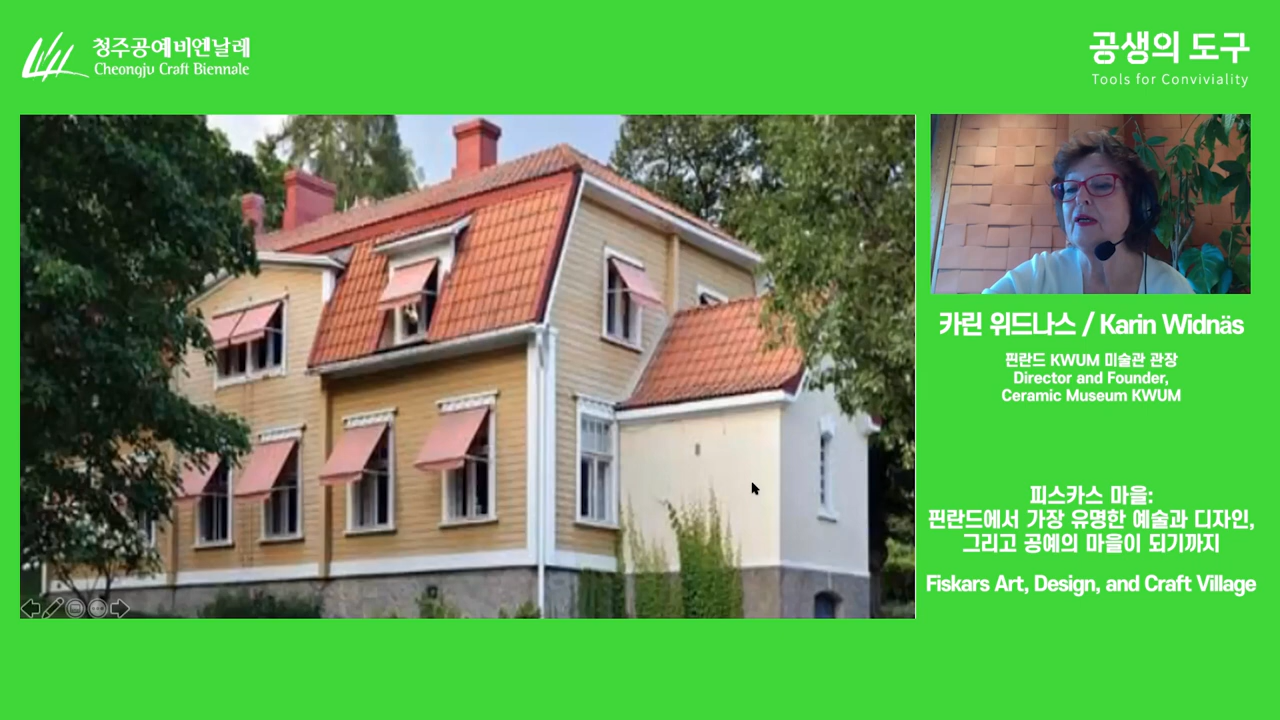 청주공예비엔날레
Cheongju Craft Biennale
공생의 도구
Tools for Conviviality
카린 위드나스 / Karin Widnäs
핀란드 KWUM 미술관 관장
Director and Founder,
Ceramic Museum KWUM
피스카스 마을:
핀란드에서 가장 유명한 예술과 디자인,
그리고 공예의 마을이 되기까지
Fiskars Art, Design, and Craft Village